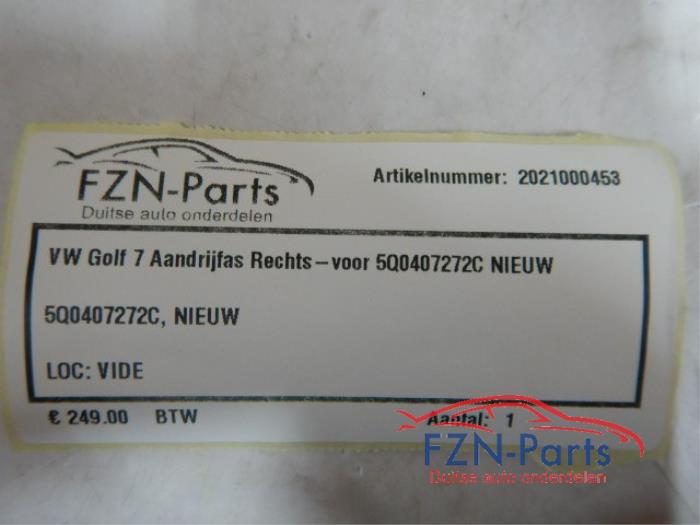 FZN-Parts
Duitse auto onderdelen
Artikelnummer: 2021000453
VW Golf 7 Aandrijfas Rechts-voor 5Q0407272C NIEUW
5Q0407272C, NIEUW
LOC: VIDE
€ 249.00 BTW
Aantal: 1
FZN-Parts
Duitse auto onderdelen